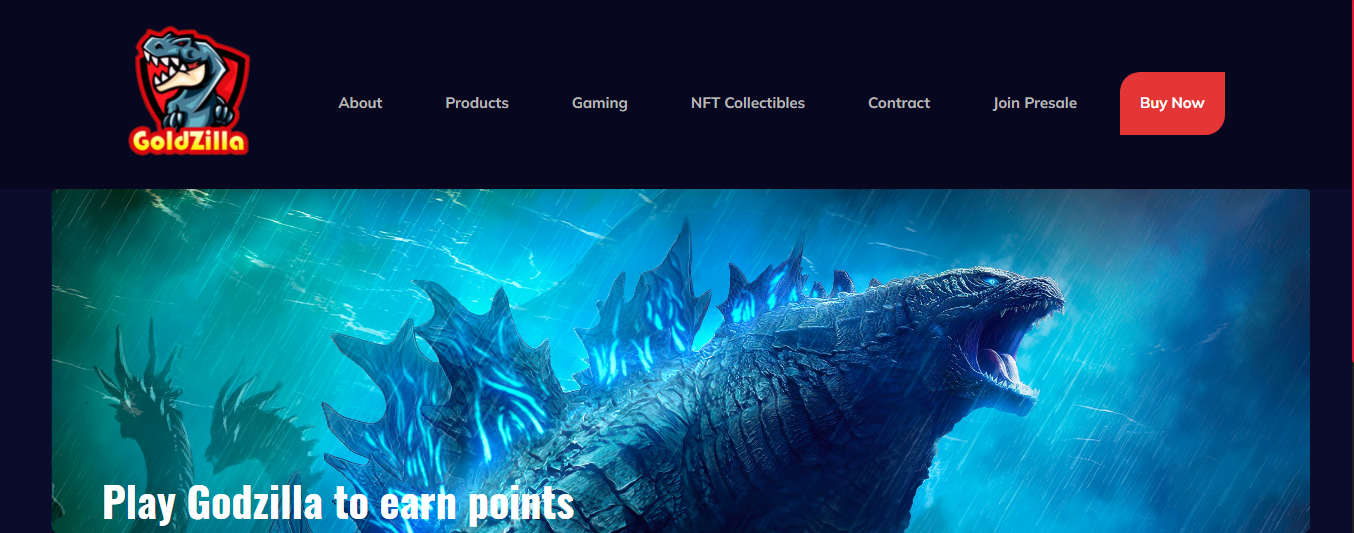 GoldZilla
About
Products
Gaming
NFT Collectibles
Contract
Join Presale
Buy Now
Play Godzilla to earn points